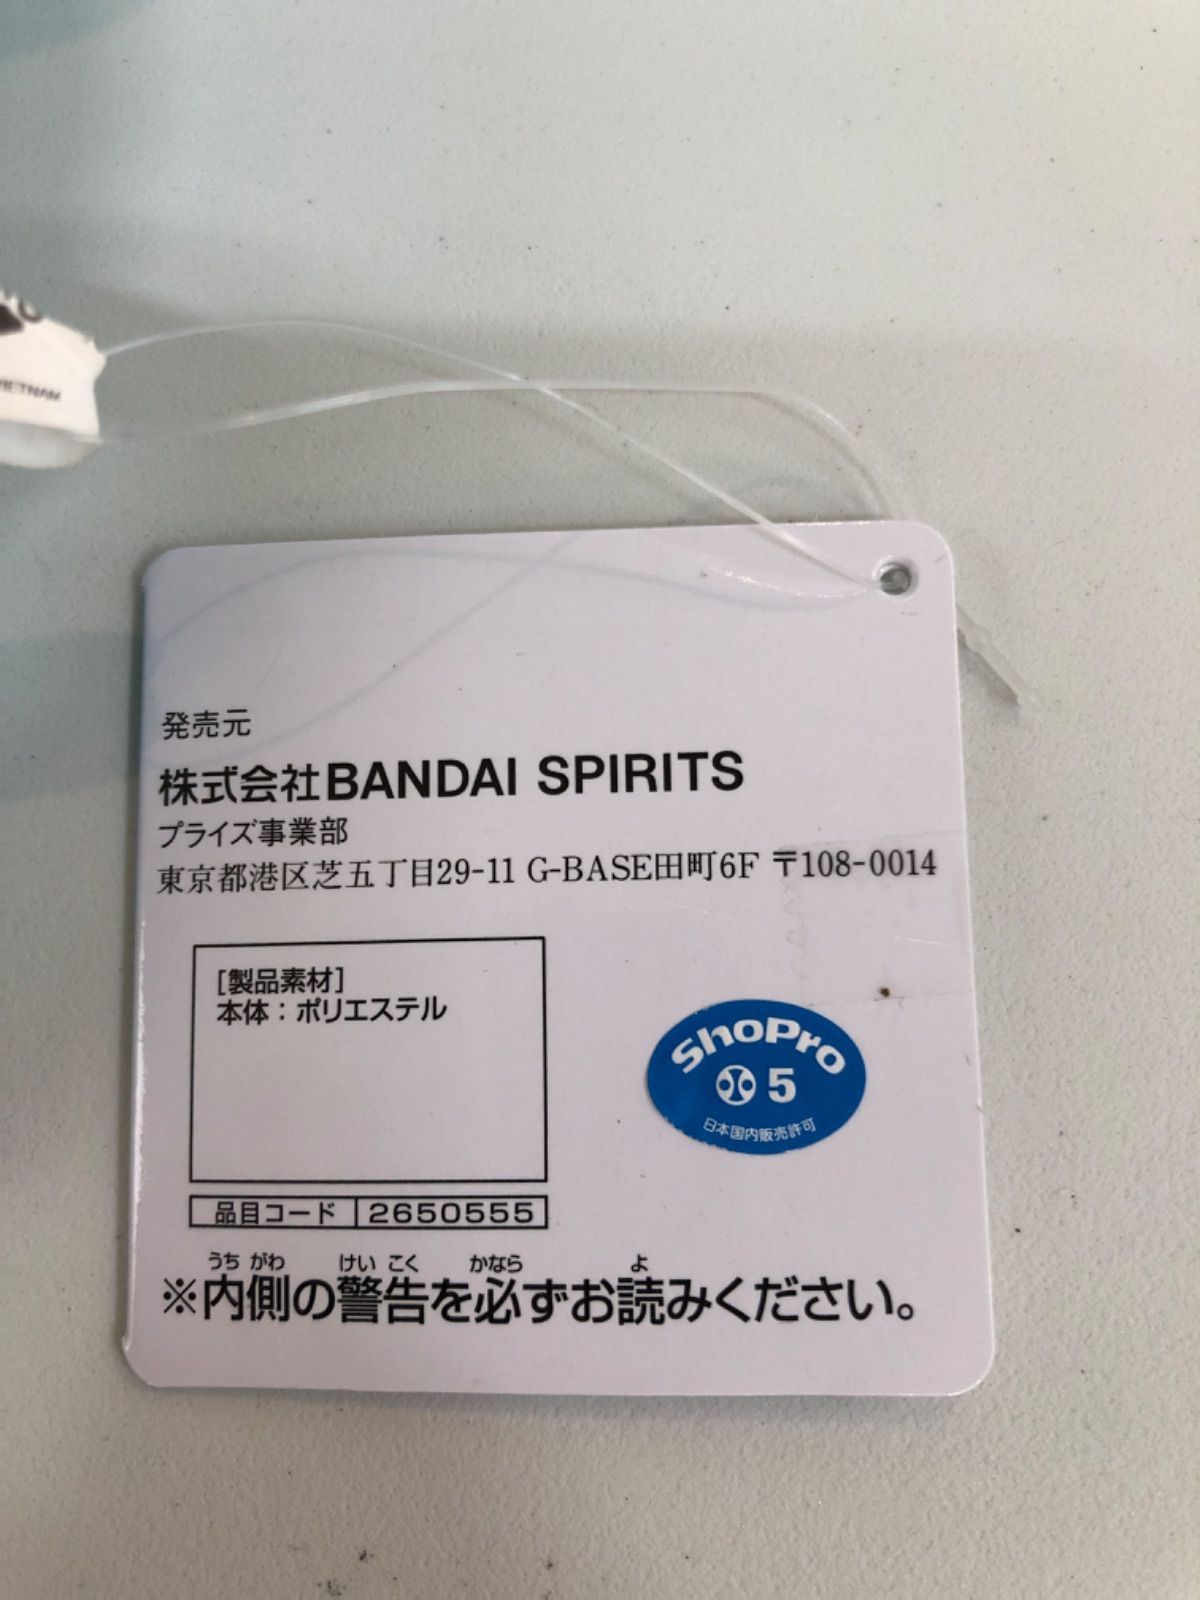 VIETNAM
発売元
株式会社BANDAI SPIRITS
プライズ事業部
東京都港区芝五丁目29-11 G-BASE田町6F 〒108-0014
[製品素材]
本体：ポリエステル
ShoPro
5
日本国内販売許可
品目コード 2650555
うち がわ けい こく かなら よ
※内側の警告を必ずお読みください。